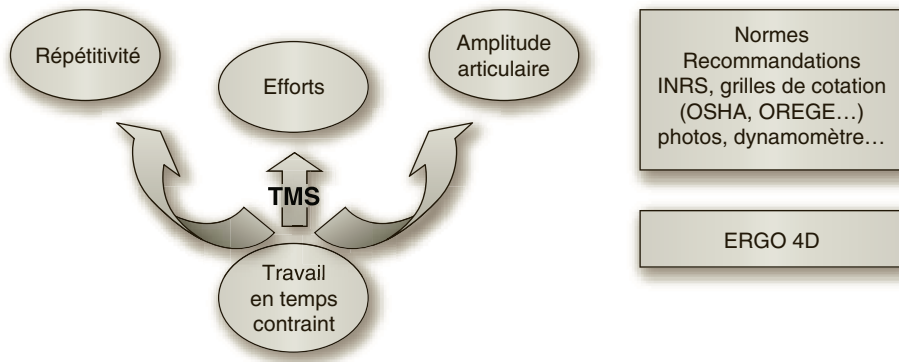 Répétitivité
Efforts
Amplitude
articulaire
TMS
Travail
en temps
contraint
Normes
Recommandations
INRS, grilles de cotation
(OSHA, OREGE…)
photos, dynamomètre…
ERGO 4D